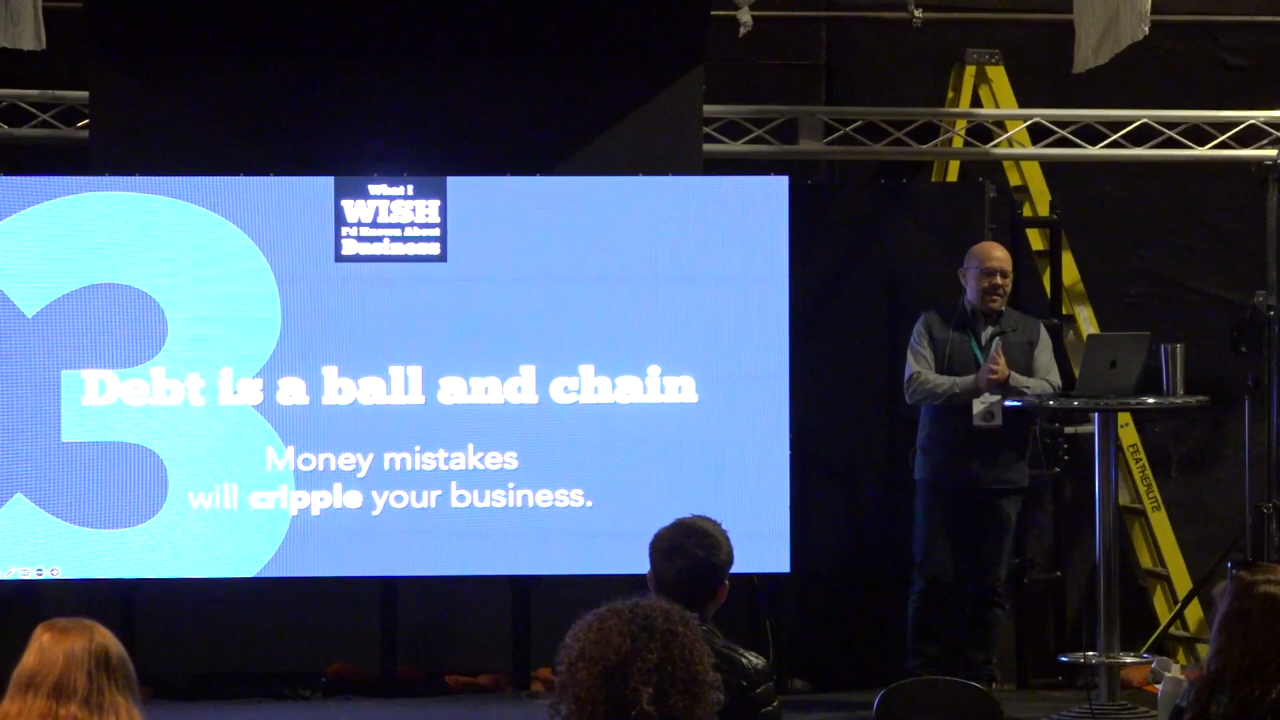 What I
WISH
I'd Known About
Business
3
Debt is a ball and chain
Money mistakes
will cripple your business.
FEATHERLITE